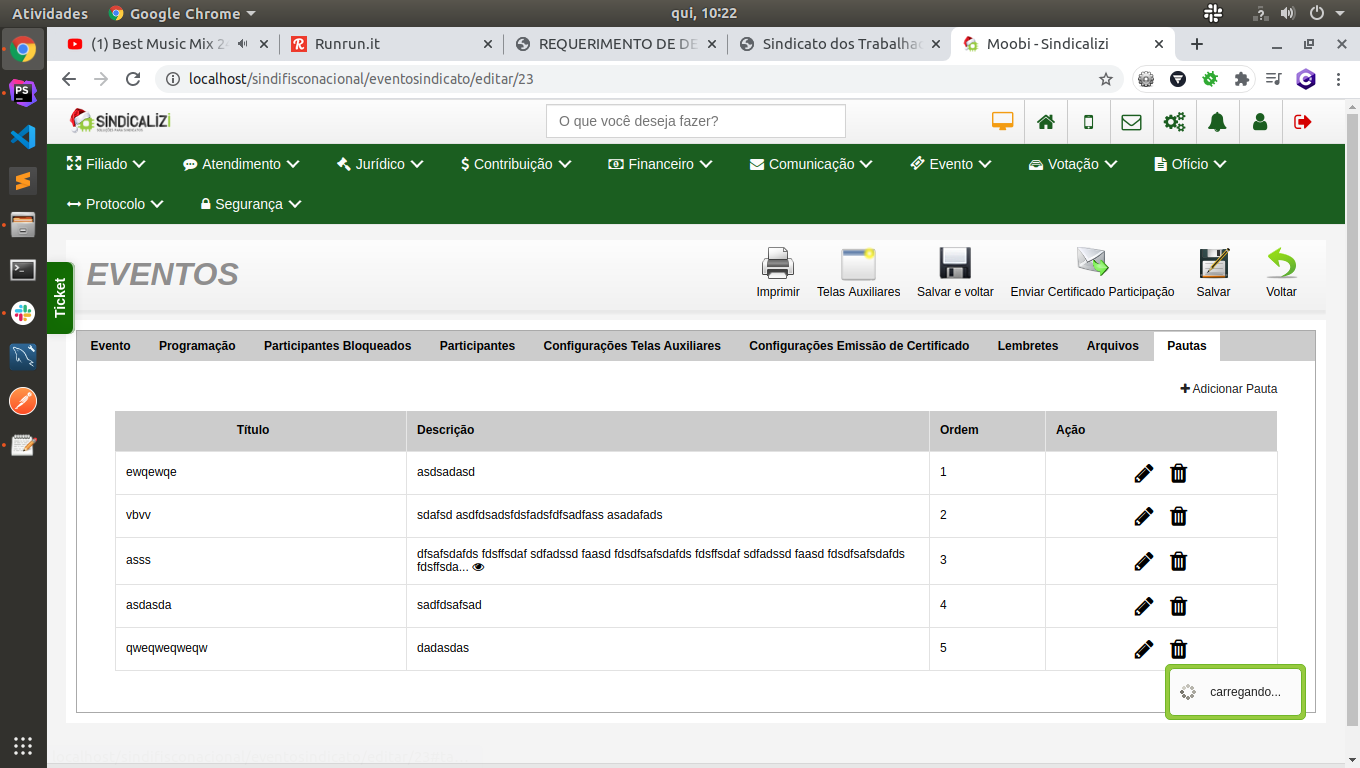 Atividades Google Chrome qui, 10:22
(1) Best Music Mix 2 Runrun.it REQUERIMENTO DE DE Sindicato dos Trabalha Moobi - Sindicalizi
localhost/sindifisconacional/eventosindicato/editar/23
SINDICALIZI O que você deseja fazer?
SOLUÇÕES PARA SINDICATOS
Filiado Atendimento Jurídico Contribuição Financeiro Comunicação Evento Votação Ofício
Protocolo Segurança
Ticket
EVENTOS
Imprimir Telas Auxiliares Salvar e voltar Enviar Certificado Participação Salvar Voltar
Evento Programação Participantes Bloqueados Participantes Configurações Telas Auxiliares Configurações Emissão de Certificado Lembretes Arquivos Pautas
Adicionar Pauta
Título Descrição Ordem Ação
ewqewqe asdsadasd 1
vbvv sdafsd asdfdsadsfdsfadsfdfsadfass asadafads 2
asss dfsafsdafds fdsffsdaf sdfadssd faasd fdsdfsafsdafds fdsffsdaf sdfadssd faasd fdsdfsafsdafds 3
fdsffsda...
asdasda sadfdsafsad 4
qweqweqweqw dadasdas 5
carregando...